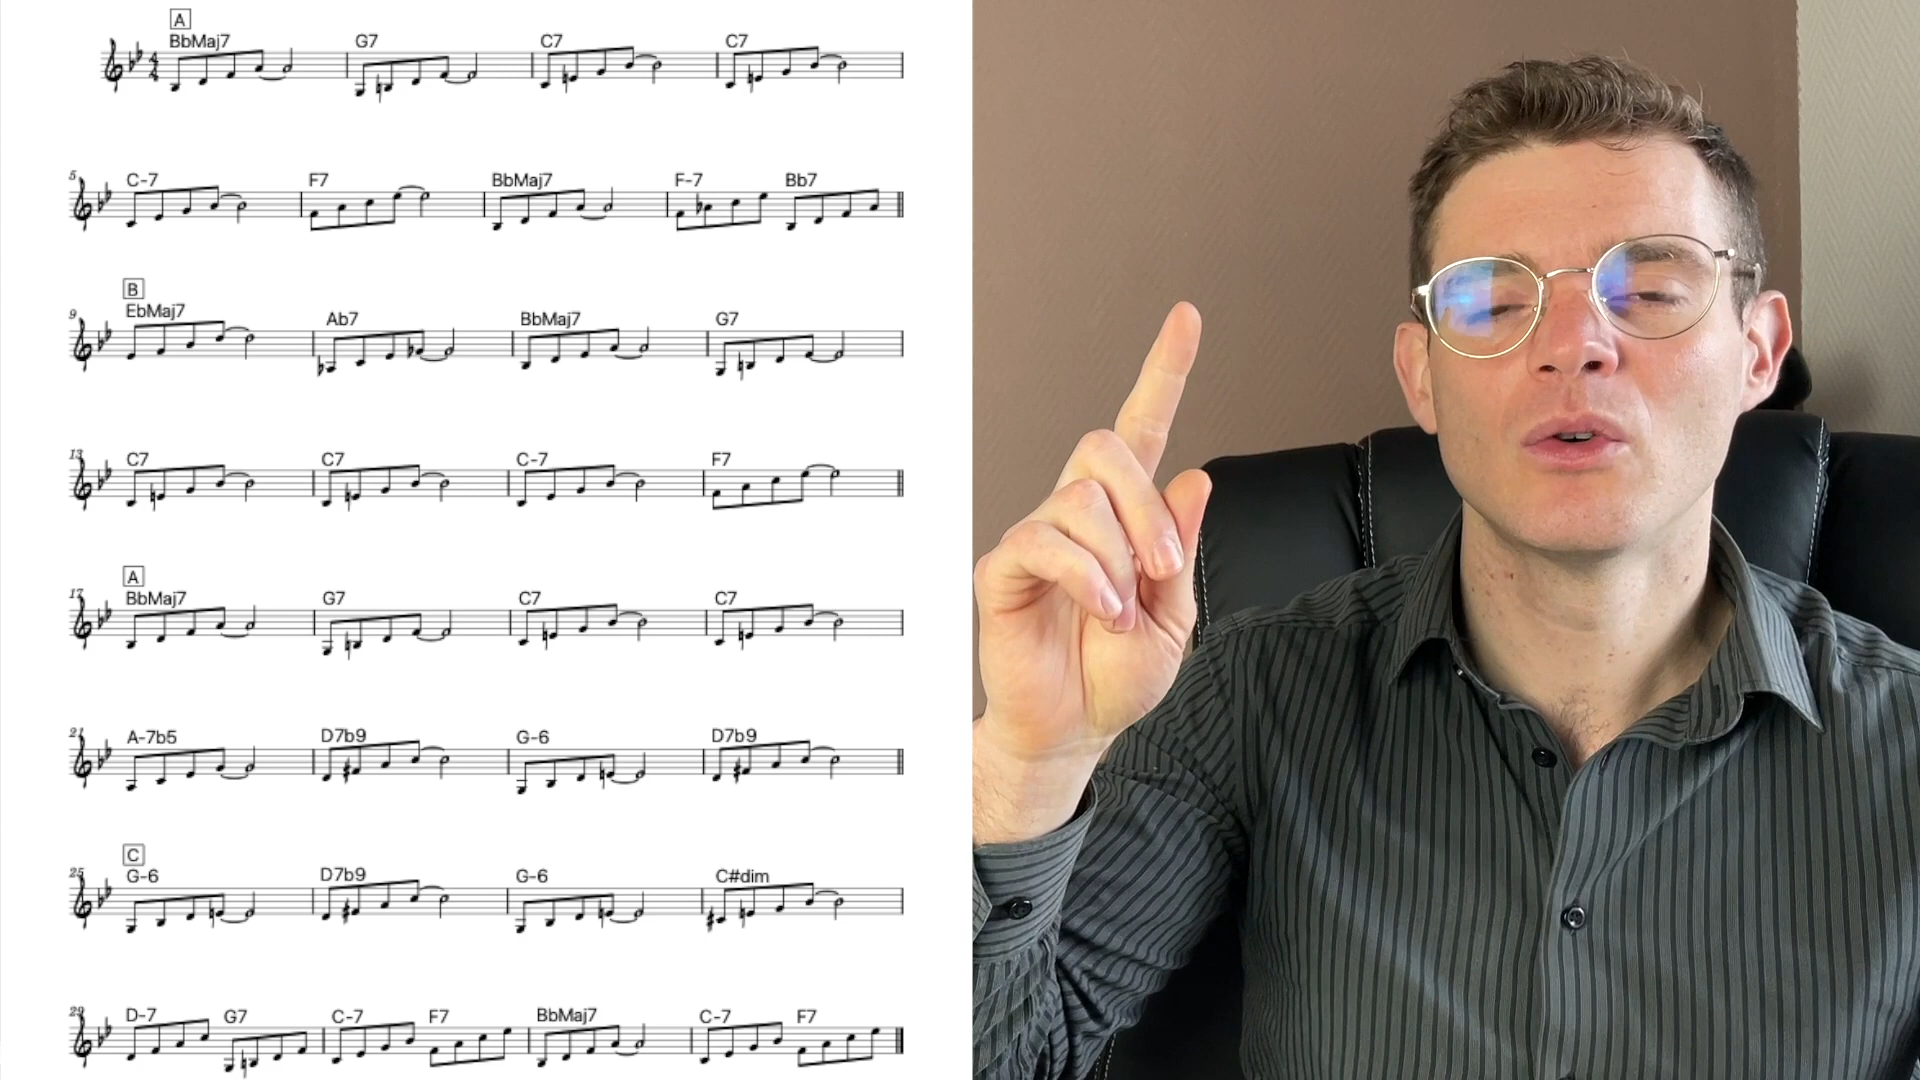 A
BbMaj7 G7 C7 C7
4
4
5
C-7 F7 BbMaj7 F-7 Bb7
B
9
EbMaj7 Ab7 BbMaj7 G7
13
C7 C7 C-7 F7
A
17
BbMaj7 G7 C7 C7
21
A-7b5 D7b9 G-6 D7b9
C
25
G-6 D7b9 G-6 C#dim
29
D-7 G7 C-7 F7 BbMaj7 C-7 F7